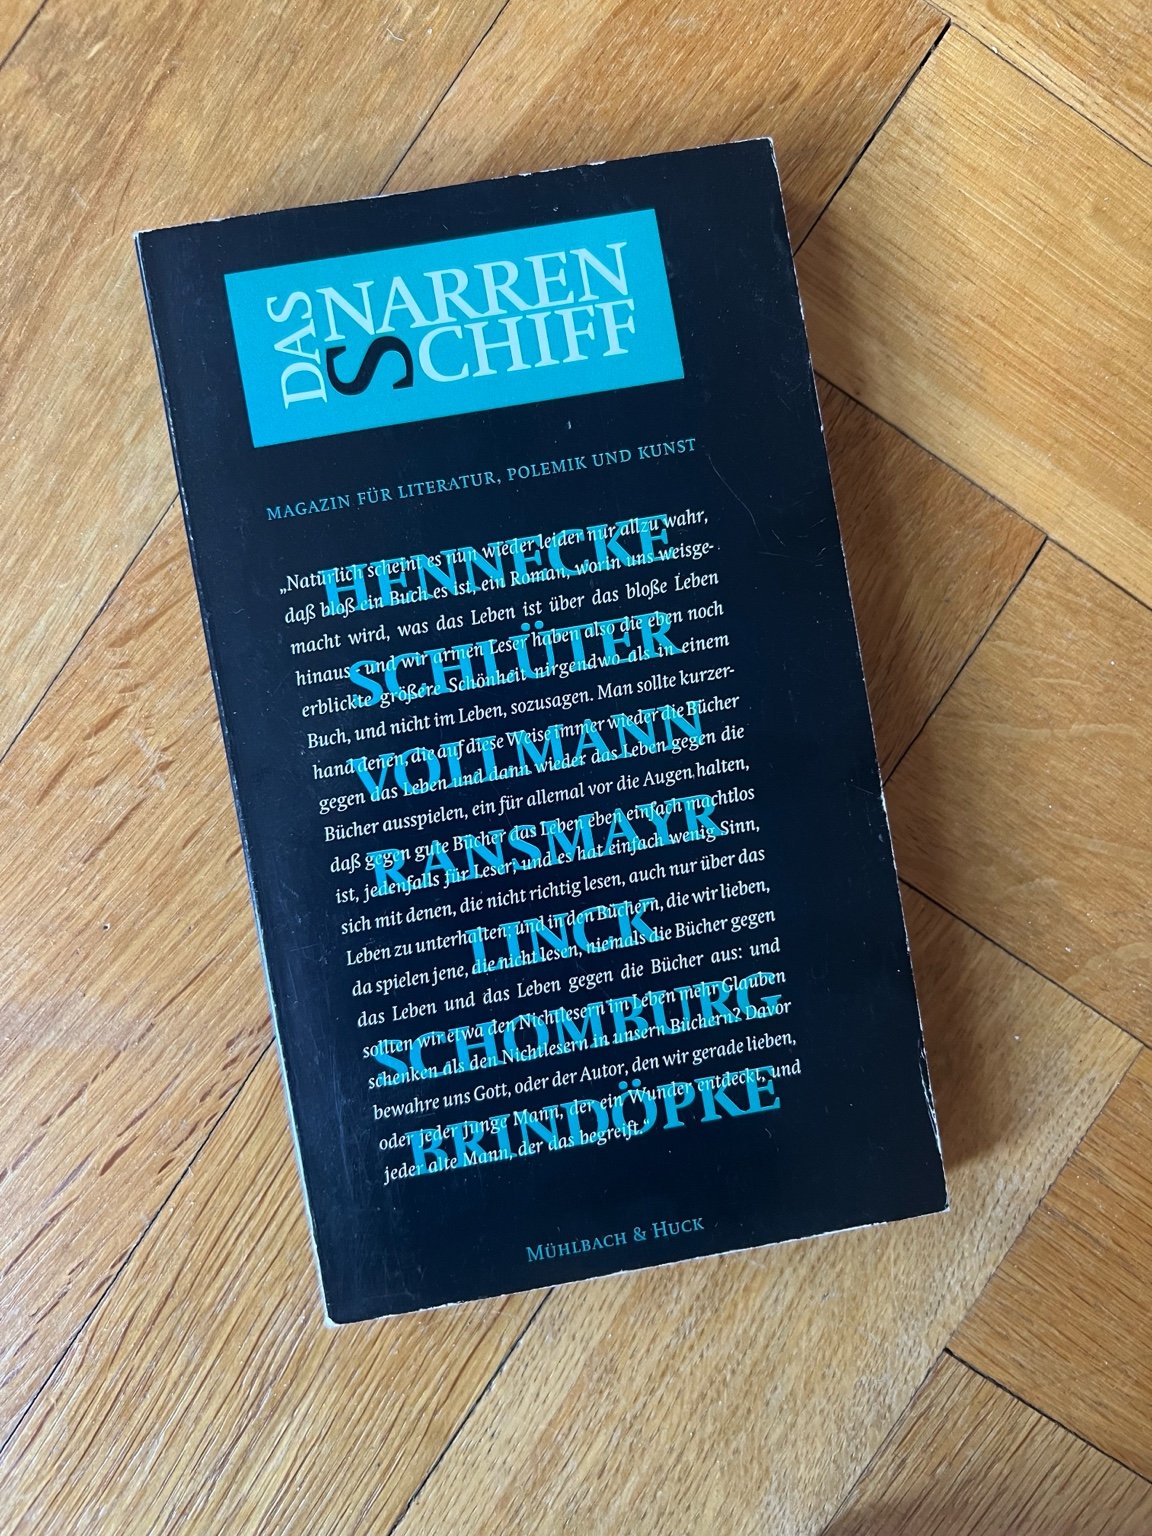 DAS
NARREN
SCHIFF
MAGAZIN FÜR LITERATUR, POLEMIK UND KUNST
HENNECKE
SCHLÜTER
VOLLMANN
RANSMAYR
LINCK
SCHOMBURG
BRINDÖPKE
„Natürlich scheint es nun wieder leider nur allzu wahr,
daß bloß ein Buch es ist, ein Roman, worin uns weisge-
macht wird, was das Leben ist über das bloße Leben
hinaus - und wir armen Leser haben also die eben noch
erblickte größere Schönheit nirgendwo als in einem
Buch, und nicht im Leben, sozusagen. Man sollte kurzer-
hand denen, die auf diese Weise immer wieder die Bücher
gegen das Leben und dann wieder das Leben gegen die
Bücher ausspielen, ein für allemal vor die Augen halten,
daß gegen gute Bücher das Leben eben einfach machtlos
ist, jedenfalls für Leser; und es hat einfach wenig Sinn,
sich mit denen, die nicht richtig lesen, auch nur über das
Leben zu unterhalten; und in den Büchern, die wir lieben,
da spielen jene, die nicht lesen, niemals die Bücher gegen
das Leben und das Leben gegen die Bücher aus: und
sollten wir etwa den Nichtlesern im Leben mehr Glauben
schenken als den Nichtlesern in unsern Büchern? Davor
bewahre uns Gott, oder der Autor, den wir gerade lieben,
oder jeder junge Mann, der ein Wunder entdeckt, und
jeder alte Mann, der das begreift.“
MÜHLBACH & HUCK